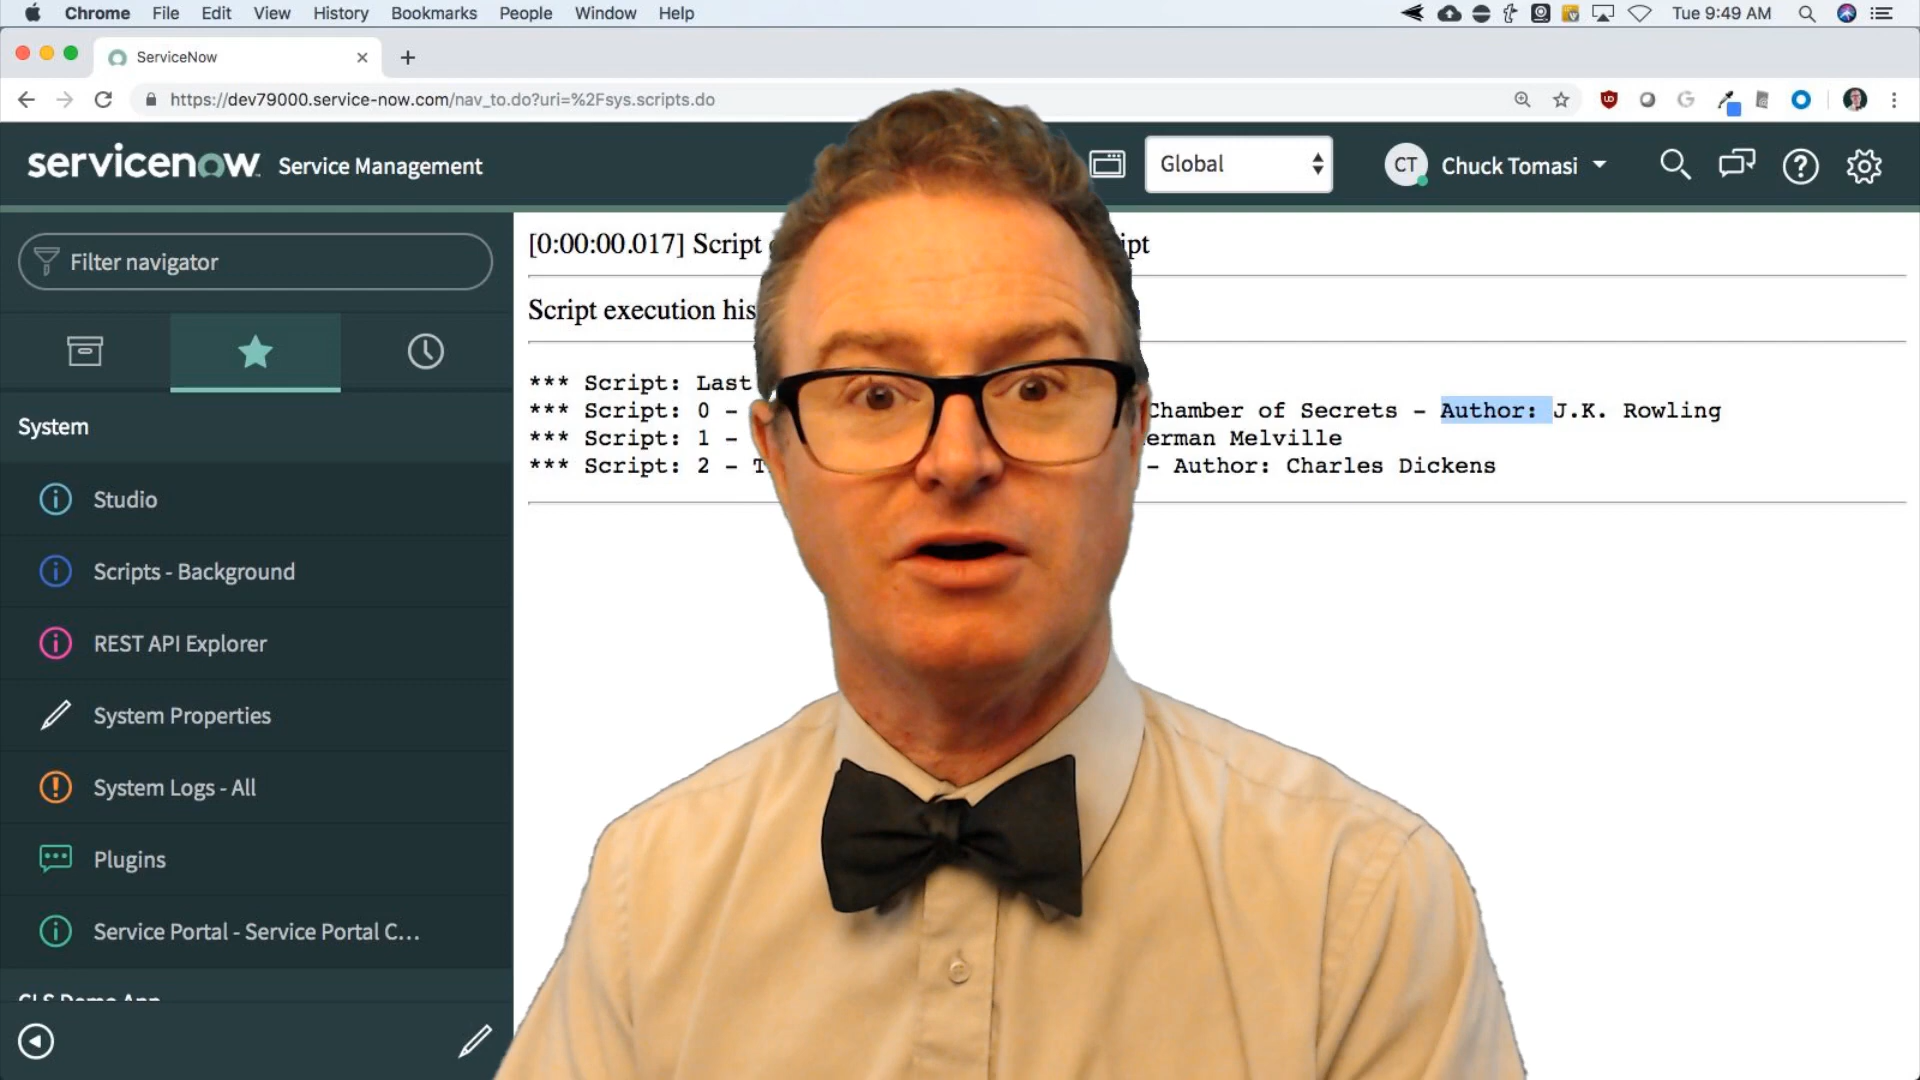 Chrome File Edit View History Bookmarks People Window Help Tue 9:49 AM
ServiceNow
https://dev79000.service-now.com/nav_to.do?uri=%2Fsys.scripts.do
servicenow Service Management Global CT Chuck Tomasi
Filter navigator
System
Studio
Scripts - Background
REST API Explorer
System Properties
System Logs - All
Plugins
Service Portal - Service Portal C...
[0:00:00.017] Script
Script execution
*** Script: Last
*** Script: 0 - Chamber of Secrets - Author: J.K. Rowling
*** Script: 1 - Melville
*** Script: 2 - - Author: Charles Dickens